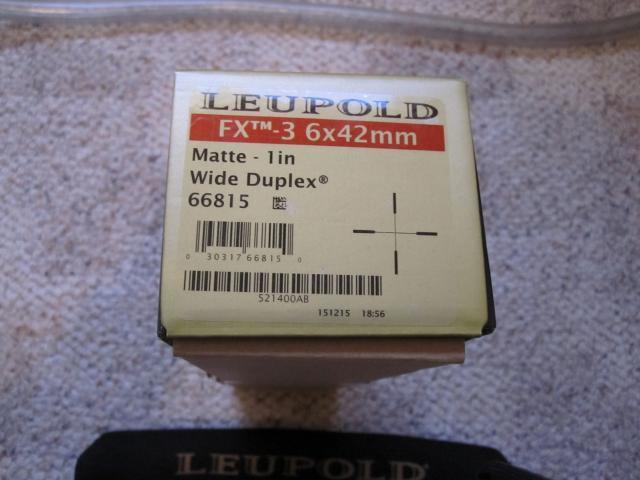 LEUPOLD
FX™-3 6x42mm
Matte - 1in
Wide Duplex®
66815
0 30317 66815 0
521400AB
151215 18:56
LEUPOLD